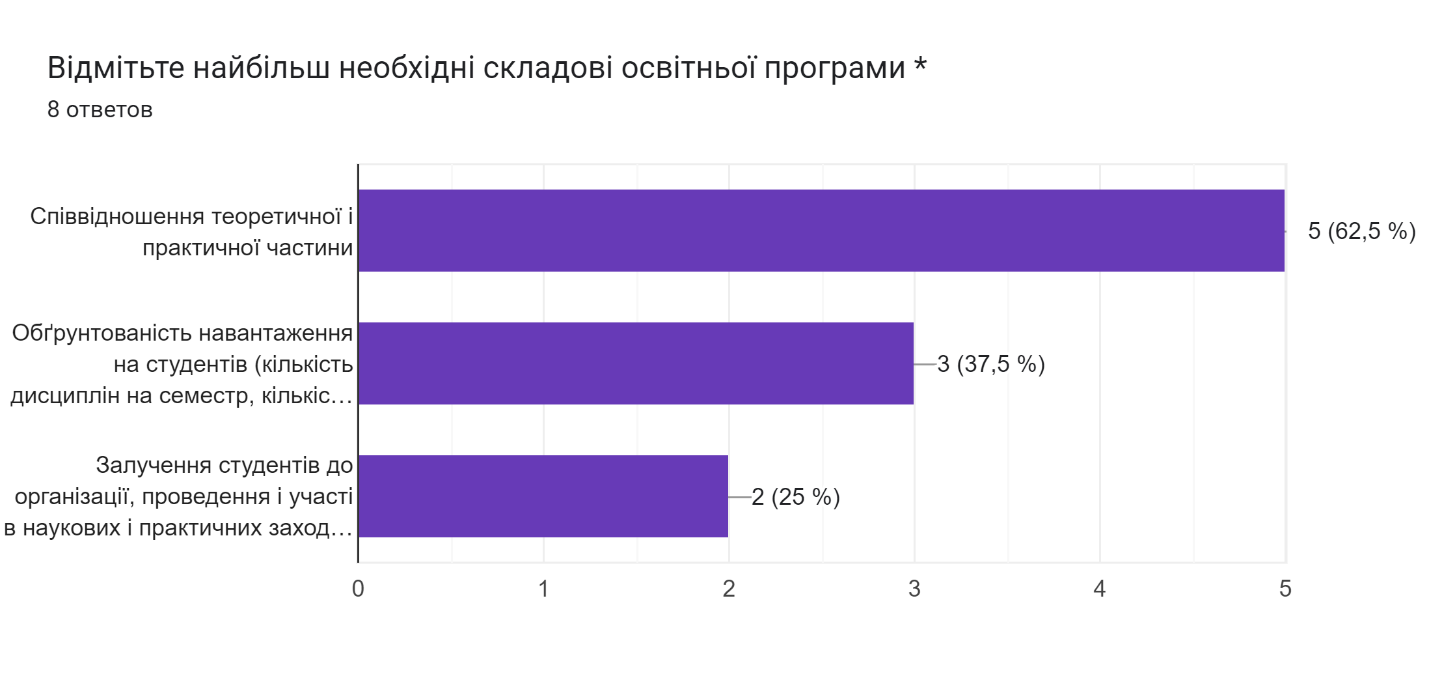 Відмітьте найбільш необхідні складові освітньої програми *
8 ответов
Співвідношення теоретичної і
практичної частини
5 (62,5 %)
Обґрунтованість навантаження
на студентів (кількість
дисциплін на семестр, кількіс…
3 (37,5 %)
Залучення студентів до
організації, проведення і участі
в наукових і практичних заход…
2 (25 %)
0 1 2 3 4 5